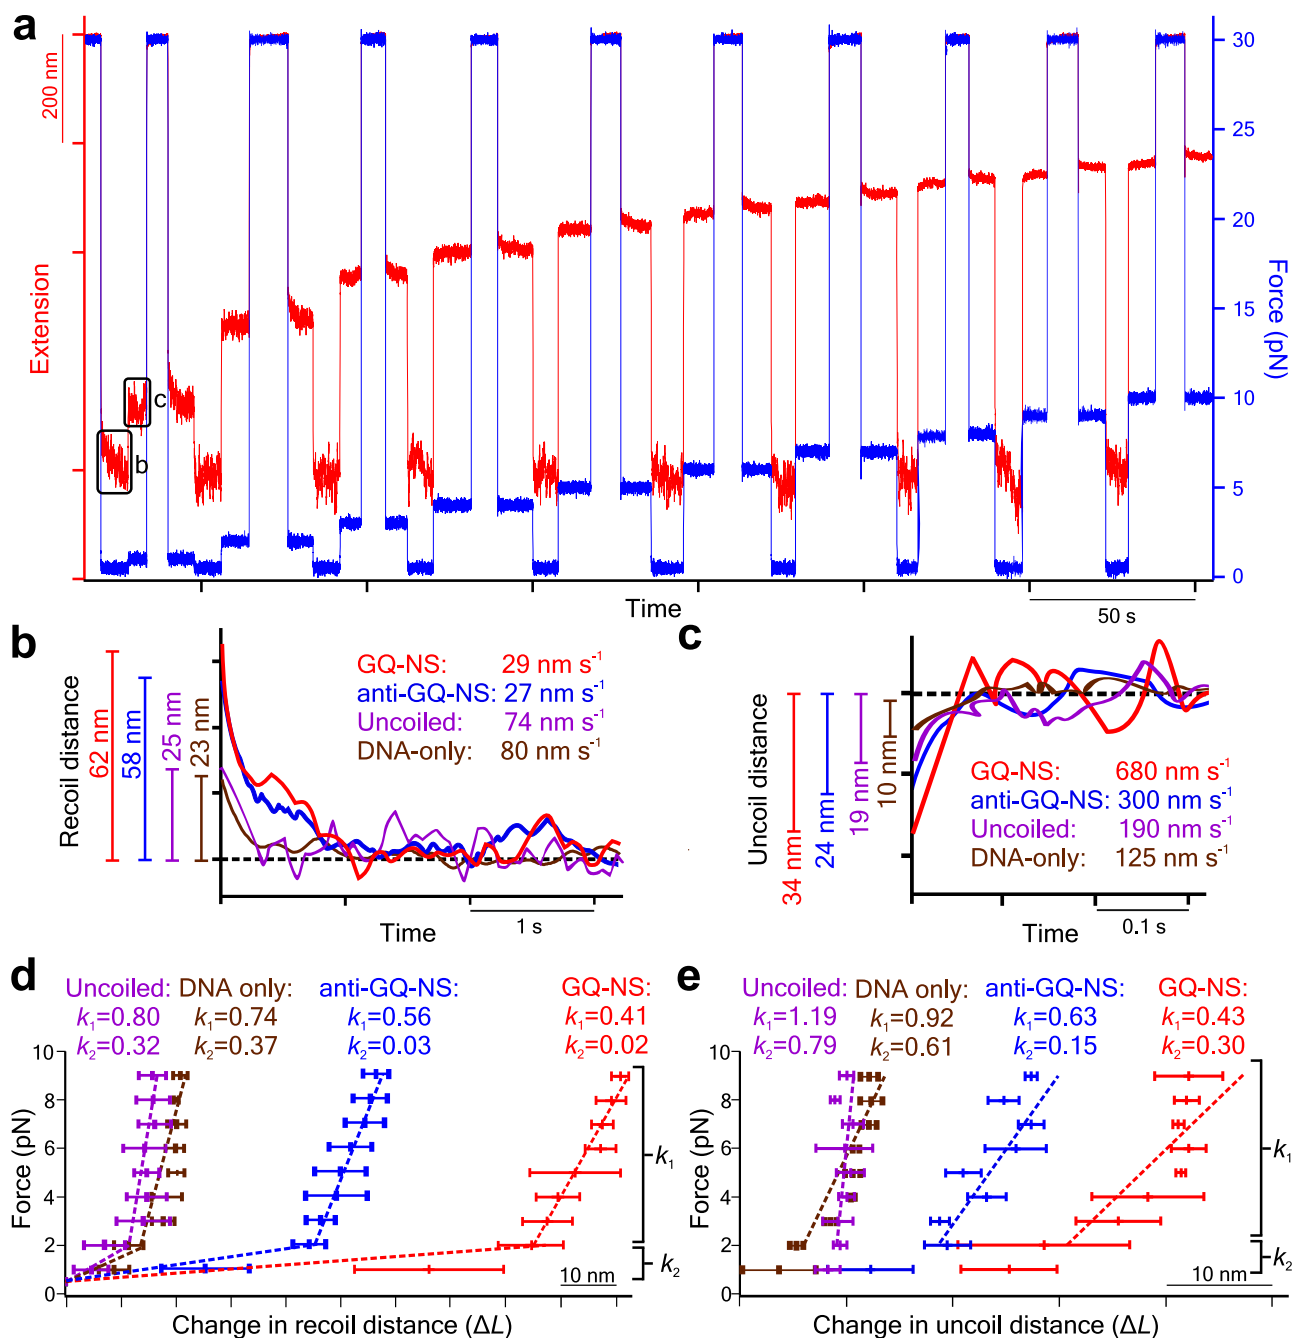 a
200 nm
Extension
b
c
30
25
20
15
10
5
0
Force (pN)
Time
50 s
b
Recoil distance
62 nm
58 nm
25 nm
23 nm
GQ-NS: 29 nm s⁻¹
anti-GQ-NS: 27 nm s⁻¹
Uncoiled: 74 nm s⁻¹
DNA-only: 80 nm s⁻¹
Time
1 s
c
Uncoil distance
34 nm
24 nm
19 nm
10 nm
GQ-NS: 680 nm s⁻¹
anti-GQ-NS: 300 nm s⁻¹
Uncoiled: 190 nm s⁻¹
DNA-only: 125 nm s⁻¹
Time
0.1 s
d
Uncoiled: DNA only: anti-GQ-NS: GQ-NS:
k₁=0.80 k₁=0.74 k₁=0.56 k₁=0.41
k₂=0.32 k₂=0.37 k₂=0.03 k₂=0.02
10
8
6
4
2
0
Force (pN)
k₁
k₂
10 nm
Change in recoil distance (ΔL)
e
Uncoiled: DNA only: anti-GQ-NS: GQ-NS:
k₁=1.19 k₁=0.92 k₁=0.63 k₁=0.43
k₂=0.79 k₂=0.61 k₂=0.15 k₂=0.30
10
8
6
4
2
0
Force (pN)
k₁
k₂
10 nm
Change in uncoil distance (ΔL)